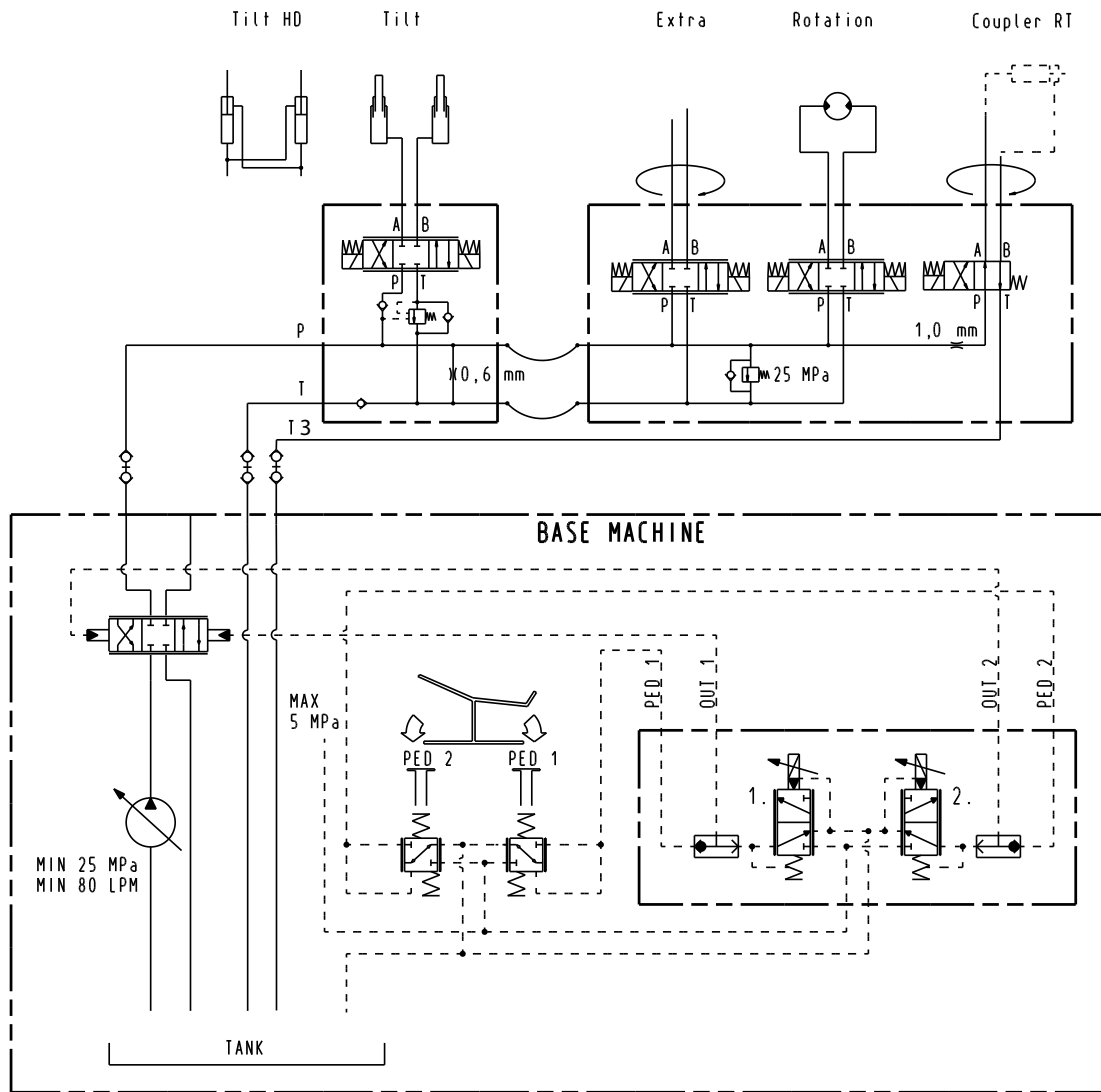 Tilt HD Tilt Extra Rotation Coupler RT
A B
A B A B A B
P T
P T P T P T
P 1,0 mm
0,6 mm 25 MPa
T
T3
BASE MACHINE
PED 1 OUT 1 OUT 2 PED 2
MAX
5 MPa
PED 2 PED 1
1. 2.
MIN 25 MPa
MIN 80 LPM
TANK